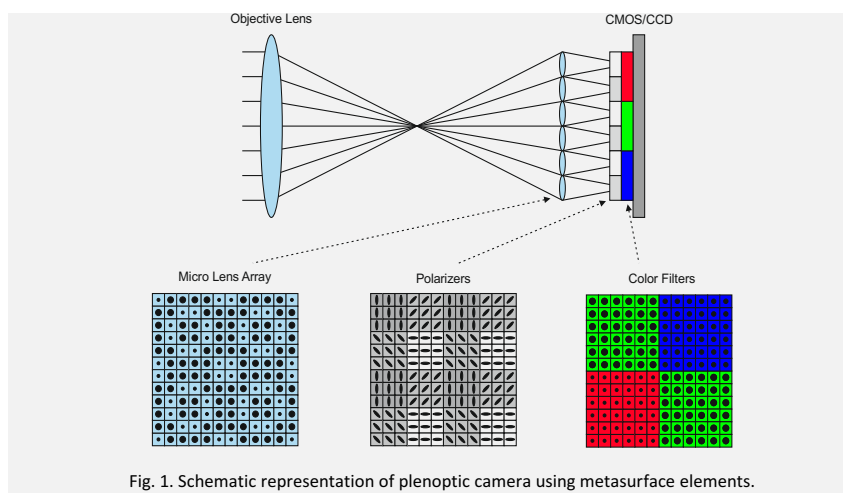 Objective Lens
CMOS/CCD
Micro Lens Array
Polarizers
Color Filters
Fig. 1. Schematic representation of plenoptic camera using metasurface elements.